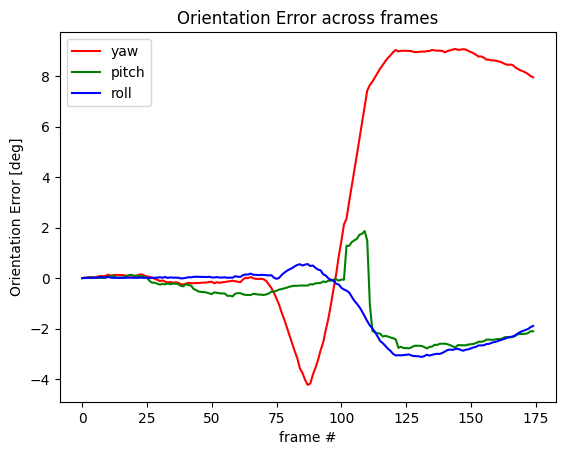 Orientation Error across frames
yaw
pitch
roll
Orientation Error [deg]
8
6
4
2
0
−2
−4
0 25 50 75 100 125 150 175
frame #